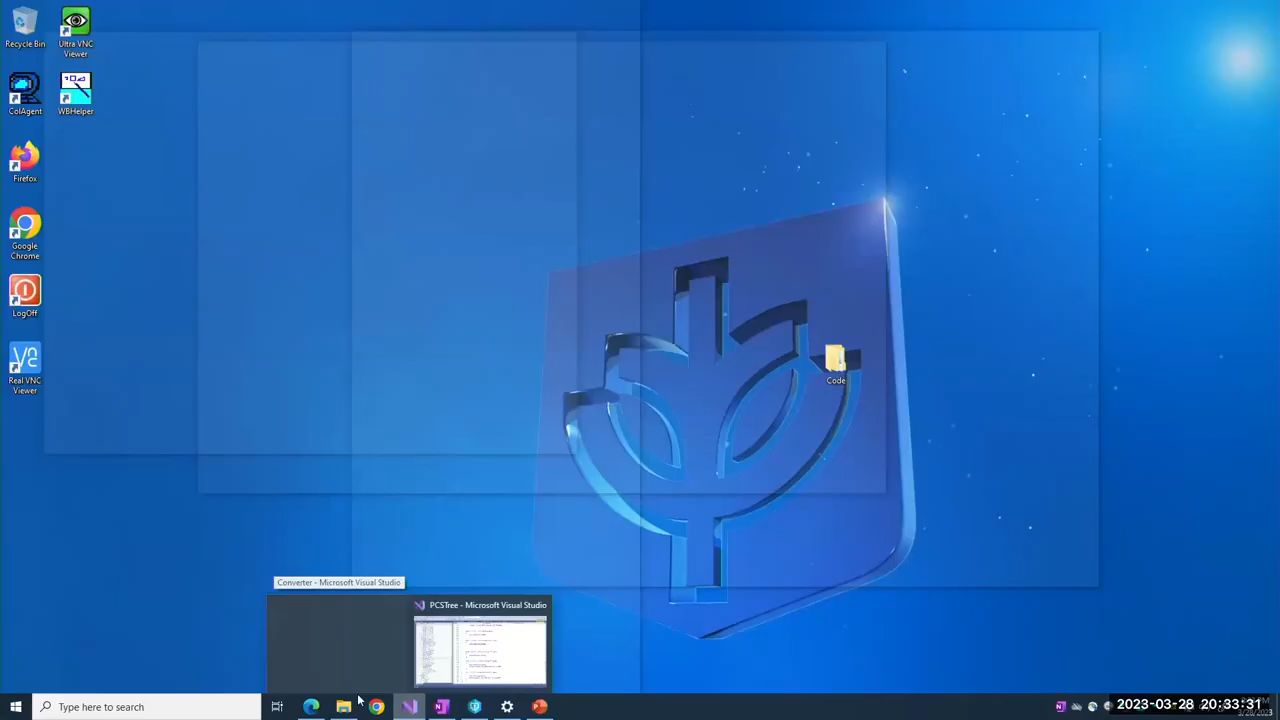 Recycle Bin
Ultra VNC
Viewer
ColAgent
WBHelper
Firefox
Google
Chrome
LogOff
Real VNC
Viewer
Code
Converter - Microsoft Visual Studio
PCSTree - Microsoft Visual Studio
Type here to search
2023-03-28 20:33:31